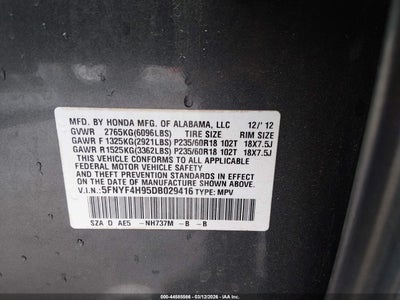 MFD. BY HONDA MFG. OF ALABAMA, LLC 12/'12
GVWR 2765KG(6096LBS) TIRE SIZE RIM SIZE
GAWR F 1325KG(2921LBS) P235/60R18 102T 18X7.5J
GAWR R 1525KG(3362LBS) P235/60R18 102T 18X7.5J
THIS VEHICLE CONFORMS TO ALL APPLICABLE
FEDERAL MOTOR VEHICLE SAFETY AND THEFT
PREVENTION STANDARDS IN EFFECT ON THE DATE
OF MANUFACTURE SHOWN ABOVE.
V.I.N.: 5FNYF4H95DB029416 TYPE: MPV
SZA D AE5 -NH737M -B -B
000-44585566 - 03/12/2026 - IAAI.COM